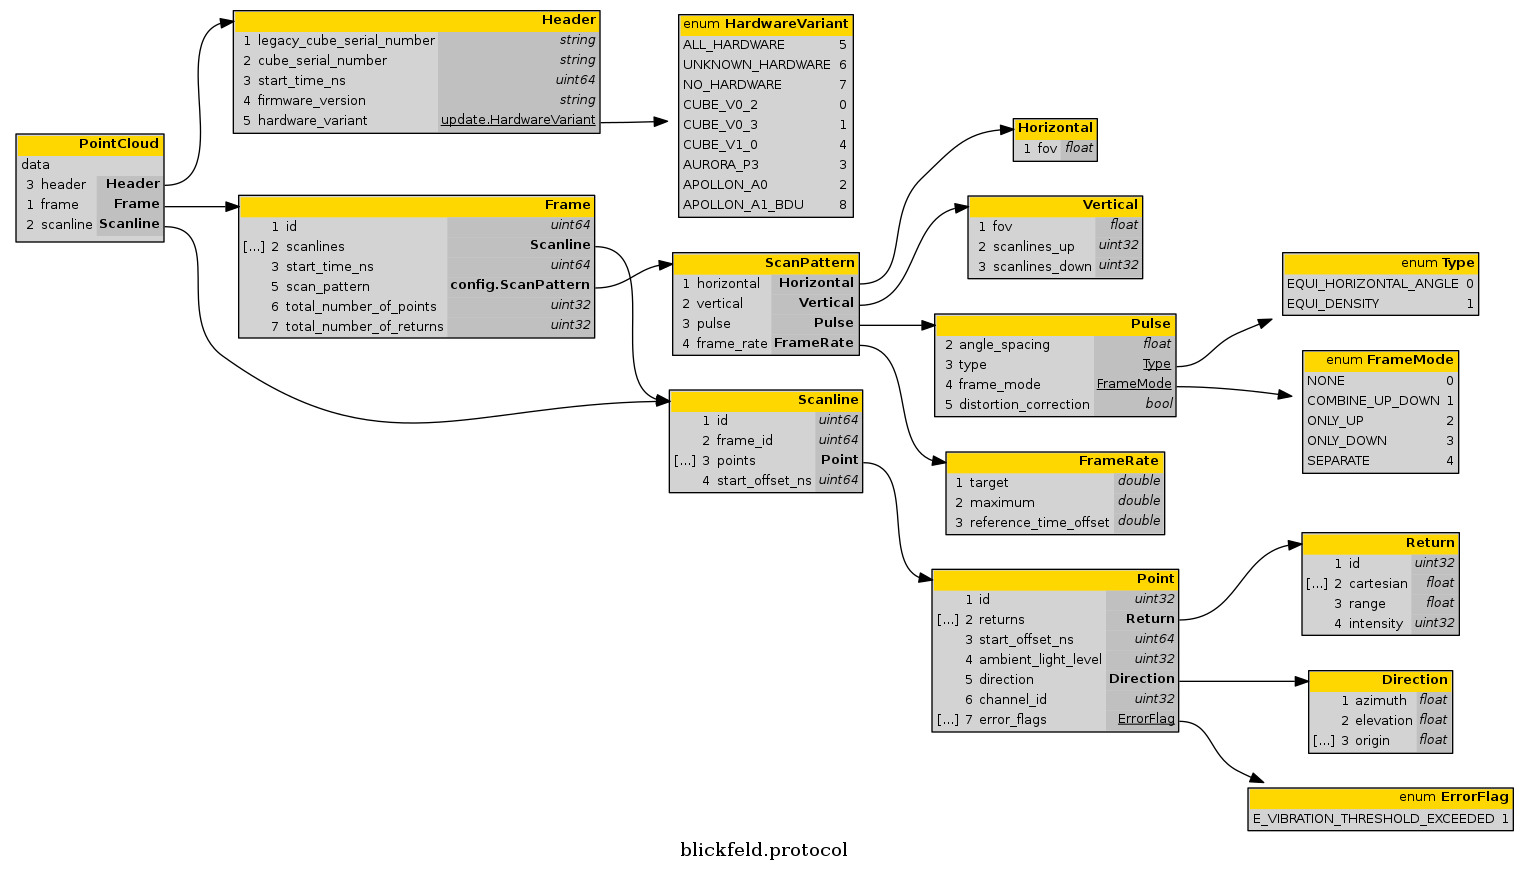 PointCloud
data
3 header Header
1 frame Frame
2 scanline Scanline
Header
1 legacy_cube_serial_number string
2 cube_serial_number string
3 start_time_ns uint64
4 firmware_version string
5 hardware_variant update.HardwareVariant
Frame
1 id uint64
[...] 2 scanlines Scanline
3 start_time_ns uint64
5 scan_pattern config.ScanPattern
6 total_number_of_points uint32
7 total_number_of_returns uint32
enum HardwareVariant
ALL_HARDWARE 5
UNKNOWN_HARDWARE 6
NO_HARDWARE 7
CUBE_V0_2 0
CUBE_V0_3 1
CUBE_V1_0 4
AURORA_P3 3
APOLLON_A0 2
APOLLON_A1_BDU 8
ScanPattern
1 horizontal Horizontal
2 vertical Vertical
3 pulse Pulse
4 frame_rate FrameRate
Scanline
1 id uint64
2 frame_id uint64
[...] 3 points Point
4 start_offset_ns uint64
Horizontal
1 fov float
Vertical
1 fov float
2 scanlines_up uint32
3 scanlines_down uint32
Pulse
2 angle_spacing float
3 type Type
4 frame_mode FrameMode
5 distortion_correction bool
FrameRate
1 target double
2 maximum double
3 reference_time_offset double
Point
1 id uint32
[...] 2 returns Return
3 start_offset_ns uint64
4 ambient_light_level uint32
5 direction Direction
6 channel_id uint32
[...] 7 error_flags ErrorFlag
enum Type
EQUI_HORIZONTAL_ANGLE 0
EQUI_DENSITY 1
enum FrameMode
NONE 0
COMBINE_UP_DOWN 1
ONLY_UP 2
ONLY_DOWN 3
SEPARATE 4
Return
1 id uint32
[...] 2 cartesian float
3 range float
4 intensity uint32
Direction
1 azimuth float
2 elevation float
[...] 3 origin float
enum ErrorFlag
E_VIBRATION_THRESHOLD_EXCEEDED 1
blickfeld.protocol